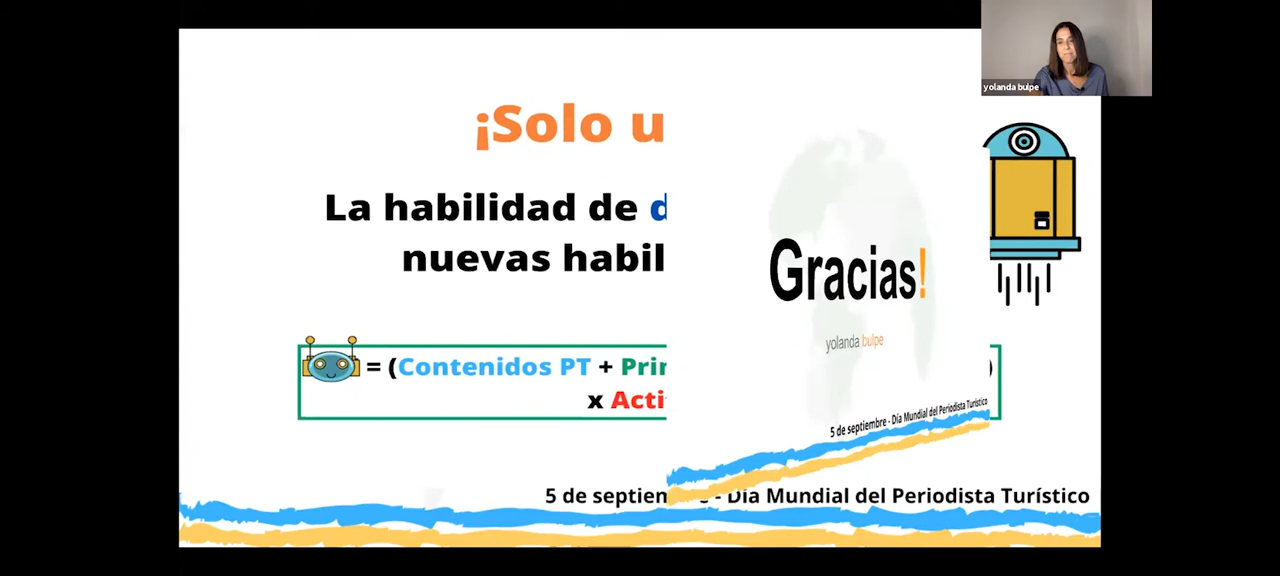 yolanda bulpe
¡Solo u
La habilidad de d
nuevas habil
Gracias!
yolanda bulpe
= (Contenidos PT + Prin
)
x Acti
5 de septiembre - Día Mundial del Periodista Turístico
5 de septiem - Día Mundial del Periodista Turístico